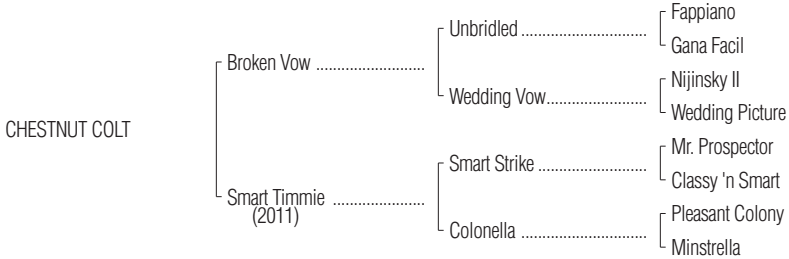 Fappiano
Unbridled ..............................
Gana Facil
Broken Vow ..........................
Nijinsky II
Wedding Vow........................
Wedding Picture
CHESTNUT COLT
Mr. Prospector
Smart Strike ..........................
Classy 'n Smart
Smart Timmie ......................
(2011)
Pleasant Colony
Colonella ..............................
Minstrella